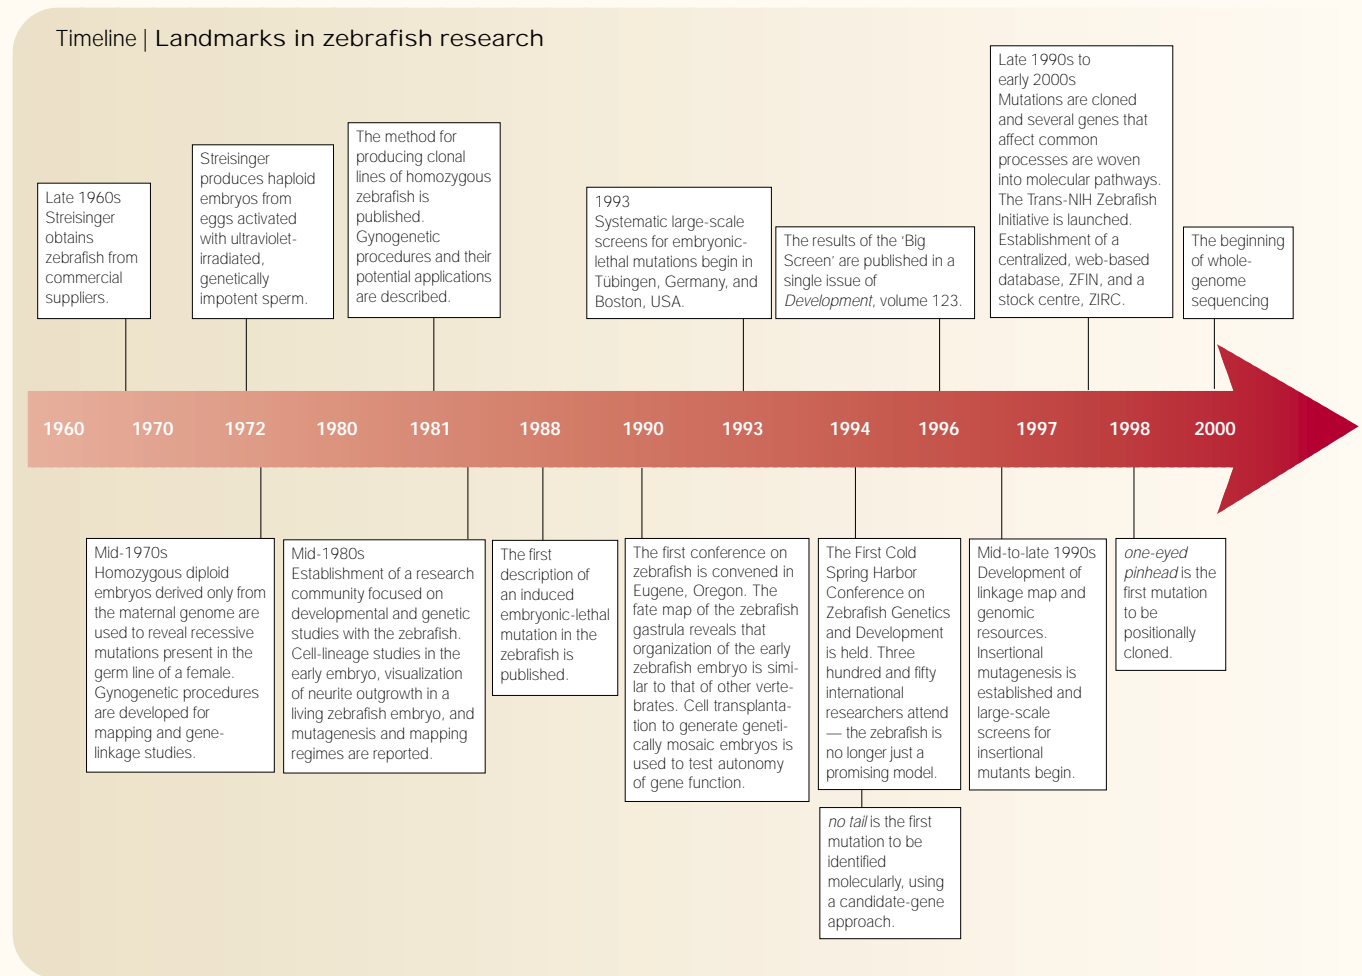 Timeline | Landmarks in zebrafish research
Late 1960s
Streisinger
obtains
zebrafish from
commercial
suppliers.
Streisinger
produces haploid
embryos from
eggs activated
with ultraviolet-
irradiated,
genetically
impotent sperm.
The method for
producing clonal
lines of homozygous
zebrafish is
published.
Gynogenetic
procedures and their
potential applications
are described.
1993
Systematic large-scale
screens for embryonic-
lethal mutations begin in
Tübingen, Germany, and
Boston, USA.
The results of the ‘Big
Screen’ are published in a
single issue of
Development, volume 123.
Late 1990s to
early 2000s
Mutations are cloned
and several genes that
affect common
processes are woven
into molecular pathways.
The Trans-NIH Zebrafish
Initiative is launched.
Establishment of a
centralized, web-based
database, ZFIN, and a
stock centre, ZIRC.
The beginning
of whole-
genome
sequencing
1960 1970 1972 1980 1981 1988 1990 1993 1994 1996 1997 1998 2000
Mid-1970s
Homozygous diploid
embryos derived only from
the maternal genome are
used to reveal recessive
mutations present in the
germ line of a female.
Gynogenetic procedures
are developed for
mapping and gene-
linkage studies.
Mid-1980s
Establishment of a research
community focused on
developmental and genetic
studies with the zebrafish.
Cell-lineage studies in the
early embryo, visualization
of neurite outgrowth in a
living zebrafish embryo, and
mutagenesis and mapping
regimes are reported.
The first
description of
an induced
embryonic-lethal
mutation in the
zebrafish is
published.
The first conference on
zebrafish is convened in
Eugene, Oregon. The
fate map of the zebrafish
gastrula reveals that
organization of the early
zebrafish embryo is simi-
lar to that of other verte-
brates. Cell transplanta-
tion to generate geneti-
cally mosaic embryos is
used to test autonomy
of gene function.
The First Cold
Spring Harbor
Conference on
Zebrafish Genetics
and Development
is held. Three
hundred and fifty
international
researchers attend
— the zebrafish is
no longer just a
promising model.
no tail is the first
mutation to be
identified
molecularly, using
a candidate-gene
approach.
Mid-to-late 1990s
Development of
linkage map and
genomic
resources.
Insertional
mutagenesis is
established and
large-scale
screens for
insertional
mutants begin.
one-eyed
pinhead is the
first mutation
to be
positionally
cloned.